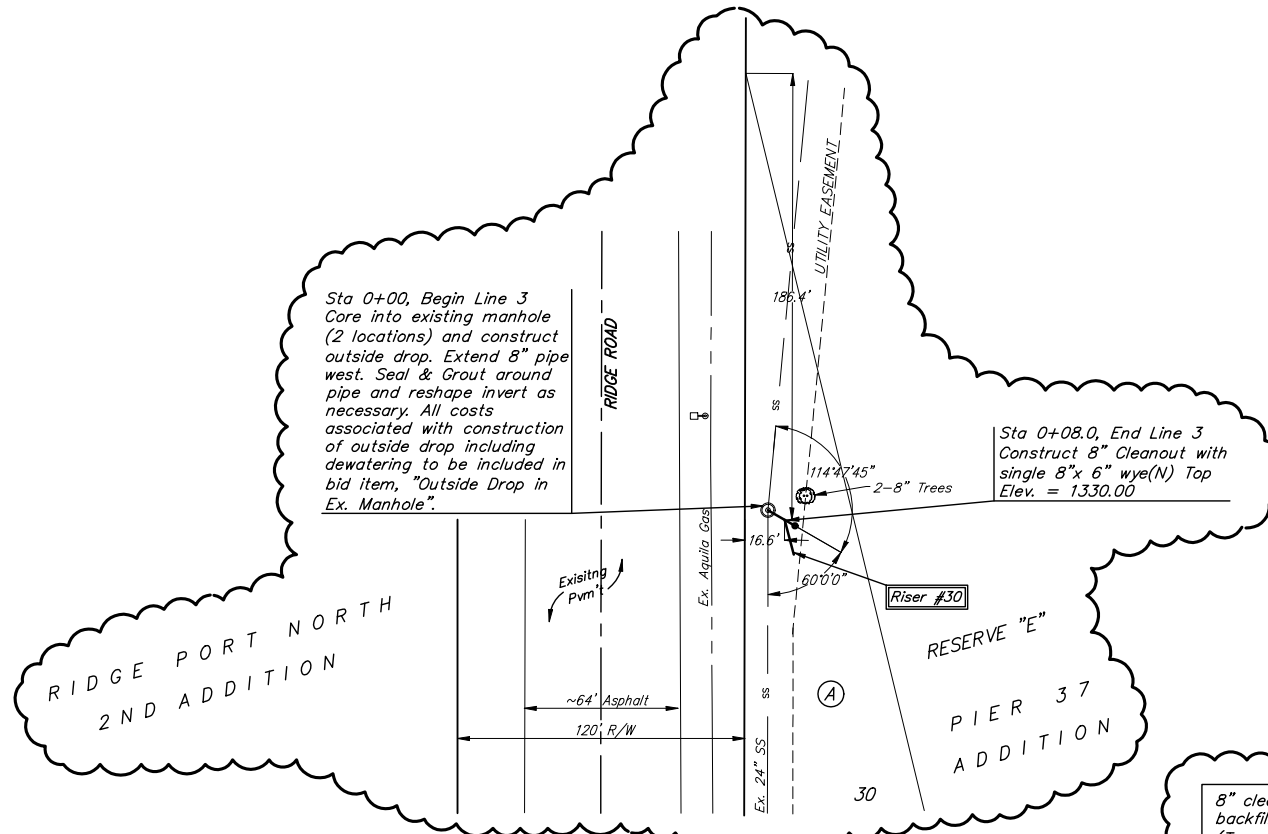 UTILITY EASEMENT
SS
186.4'
Sta 0+00, Begin Line 3
Core into existing manhole
(2 locations) and construct
outside drop. Extend 8" pipe
west. Seal & Grout around
pipe and reshape invert as
necessary. All costs
associated with construction
of outside drop including
dewatering to be included in
bid item, "Outside Drop in
Ex. Manhole".
RIDGE ROAD
SS
Sta 0+08.0, End Line 3
Construct 8" Cleanout with
single 8"x 6" wye(N) Top
Elev. = 1330.00
114°47'45"
2-8" Trees
16.6'
Ex. Aquila Gas
Exisitng
Pvm't
60°0'0"
Riser #30
RIDGE PORT NORTH
2ND ADDITION
RESERVE "E"
~64' Asphalt
SS
A
PIER 37
ADDITION
120' R/W
Ex. 24" SS
30
8" clea
backfil